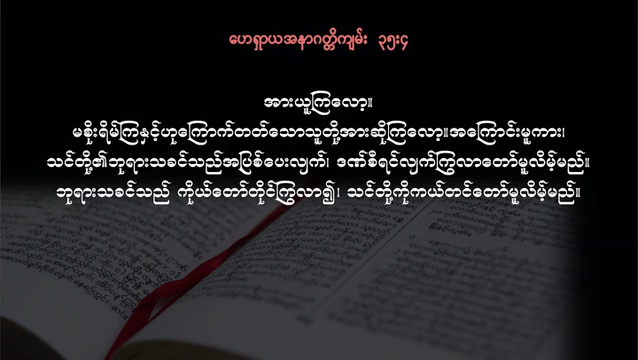 ဟေရှာယအနာဂတ္တိကျမ်း ၃၅း၄
အားယူကြလော့။
မစိုးရိမ်ကြနှင့်ဟုကြောက်တတ်သောသူတို့အားဆိုကြလော့။အကြောင်းမူကား၊
သင်တို့၏ဘုရားသခင်သည်အပြစ်ပေးလျက်၊ ဒဏ်စီရင်လျက်ကြွလာတော်မူလိမ့်မည်။
ဘုရားသခင်သည် ကိုယ်တော်တိုင်ကြွလာ၍၊ သင်တို့ကိုကယ်တင်တော်မူလိမ့်မည်။